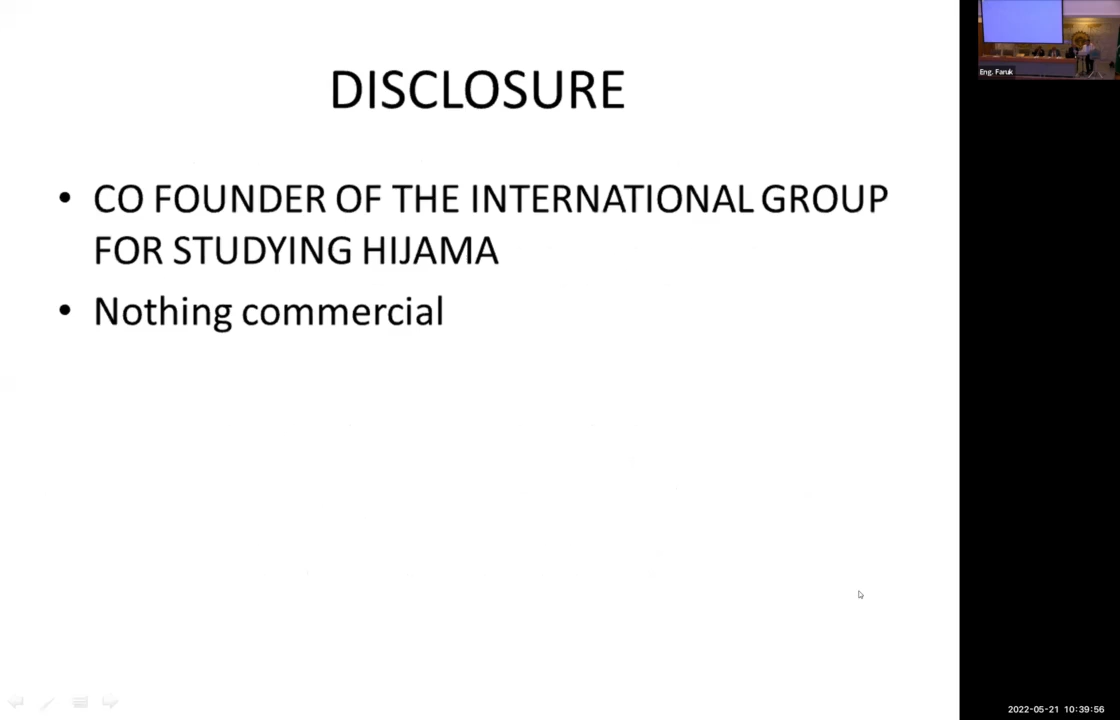 DISCLOSURE
• CO FOUNDER OF THE INTERNATIONAL GROUP
FOR STUDYING HIJAMA
• Nothing commercial
Eng. Faruk
2022-05-21 10:39:56